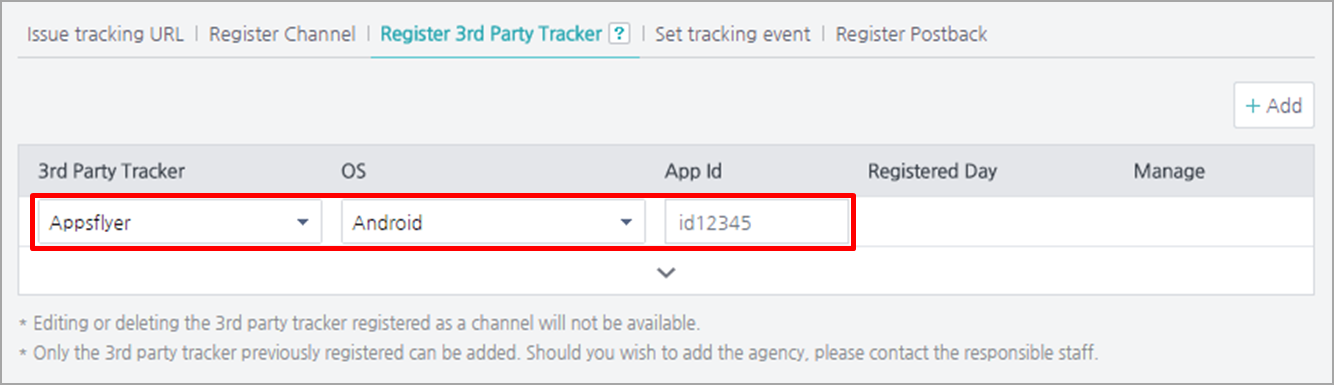 Issue tracking URL | Register Channel | Register 3rd Party Tracker ? | Set tracking event | Register Postback
+ Add
3rd Party Tracker OS App Id Registered Day Manage
Appsflyer Android id12345
* Editing or deleting the 3rd party tracker registered as a channel will not be available.
* Only the 3rd party tracker previously registered can be added. Should you wish to add the agency, please contact the responsible staff.